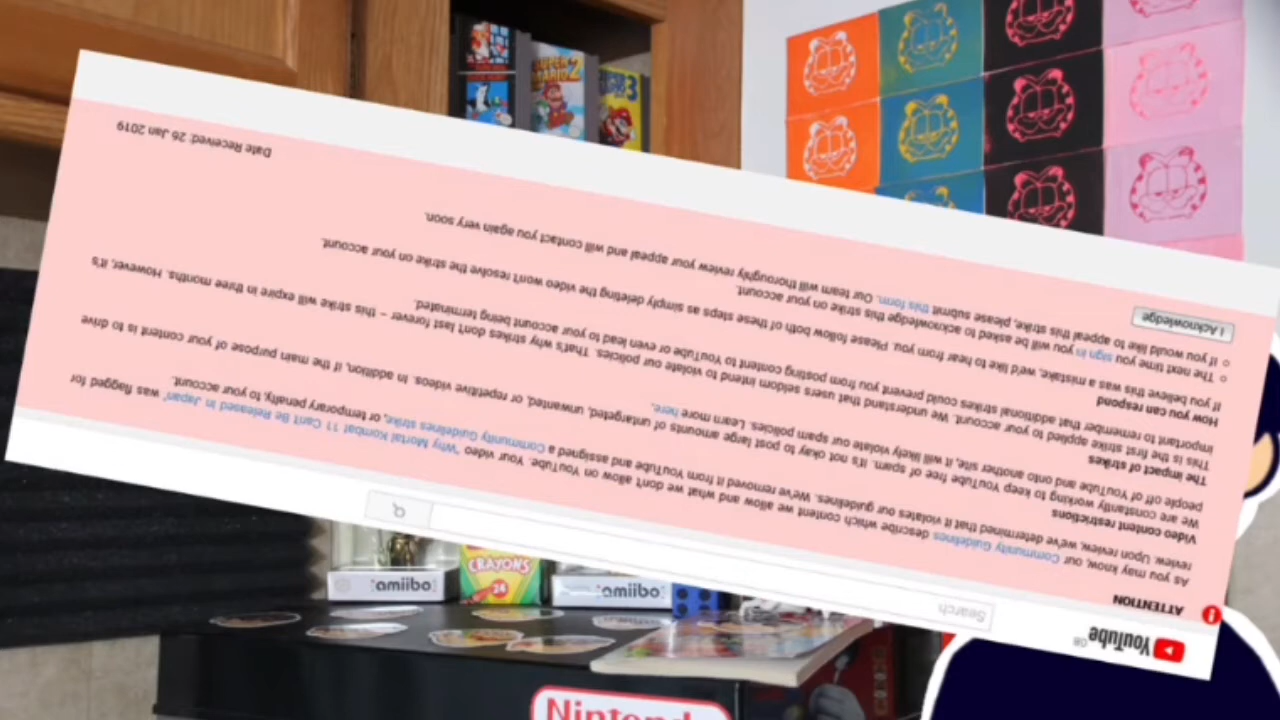 YouTube GB
Search
ATTENTION
As you may know, our Community Guidelines describe which content we allow and what we don't allow on YouTube. Your video "Why Mortal Kombat 11 Can't Be Released in Japan" was flagged for
review. Upon review, we've determined that it violates our guidelines. We've removed it from YouTube and assigned a Community Guidelines strike, or temporary penalty, to your account.
Video content restrictions
We are constantly working to keep YouTube free of spam. It's not okay to post large amounts of untargeted, unwanted, or repetitive videos. In addition, if the main purpose of your content is to drive
people off of YouTube and onto another site, it will likely violate our spam policies. Learn more here.
The impact of strikes
This is the first strike applied to your account. We understand that users seldom intend to violate our policies. That's why strikes don't last forever – this strike will expire in three months. However, it's
important to remember that additional strikes could prevent you from posting content to YouTube or even lead to your account being terminated.
How you can respond
If you believe this was a mistake, we'd like to hear from you. Please follow both of these steps as simply deleting the video won't resolve the strike on your account.
The next time you sign in you will be asked to acknowledge this strike on your account.
If you would like to appeal this strike, please submit this form. Our team will thoroughly review your appeal and will contact you again very soon.
I Acknowledge
Date Received: 26 Jan 2019
SUPER
MARIO 2
3
amiibo
CRAYONS
24
amiibo
Nintendo